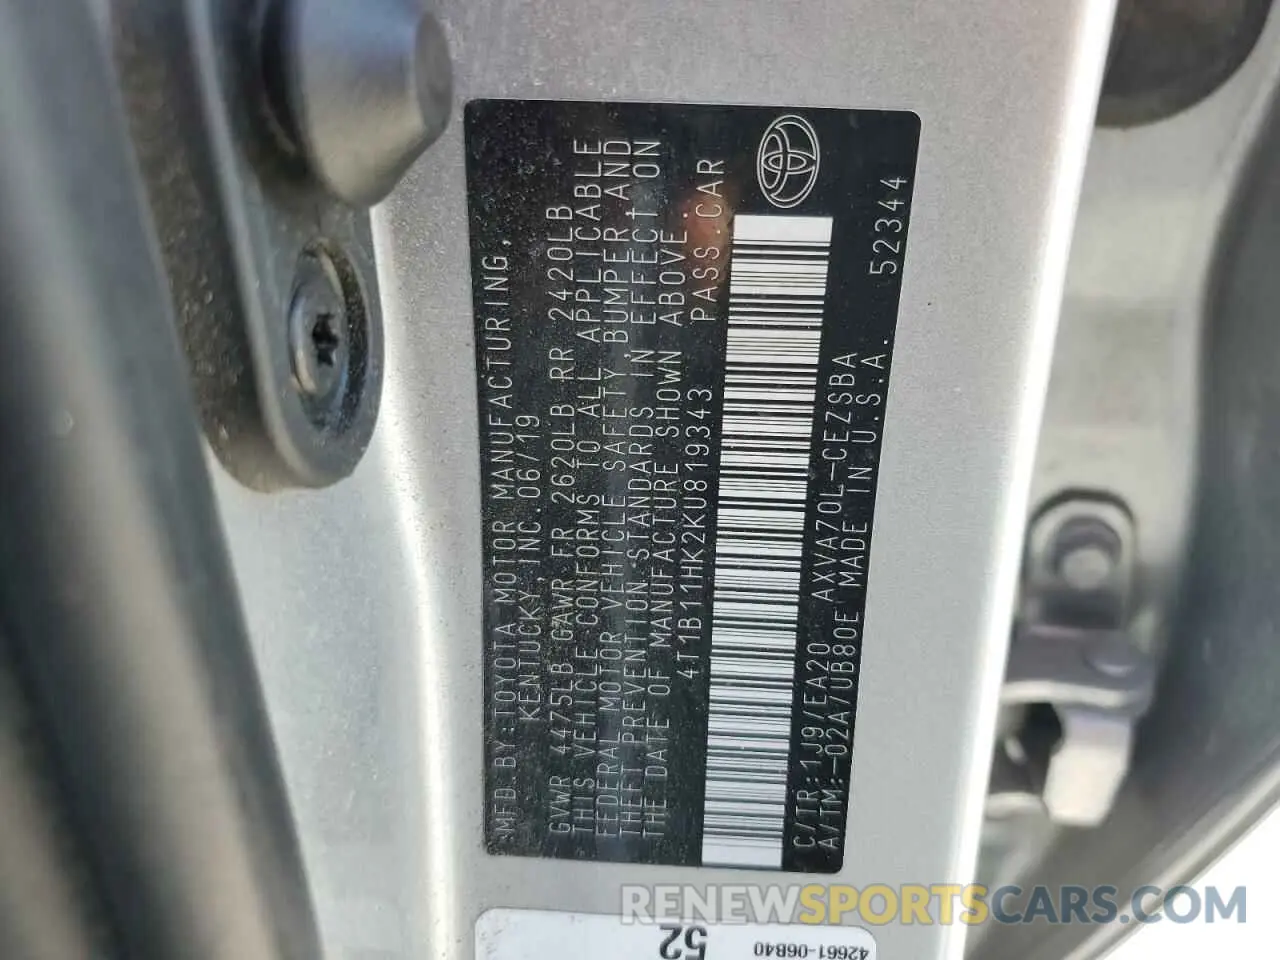 MFD.BY:TOYOTA MOTOR MANUFACTURING,
KENTUCKY, INC.06/19
GVWR 4475LB GAWR FR 2620LB RR 2420LB
THIS VEHICLE CONFORMS TO ALL APPLICABLE
FEDERAL MOTOR VEHICLE SAFETY, BUMPER, AND
THEFT PREVENTION STANDARDS IN EFFECT ON
THE DATE OF MANUFACTURE SHOWN ABOVE.
4T1B11HK2KU819343 PASS.CAR
C/TR:1J9/EA20 AXVA70L-CEZSBA
A/TM:-02A/UB80E MADE IN U.S.A. 52344
52
42661-06B40
RENEWSPORTSCARS.COM